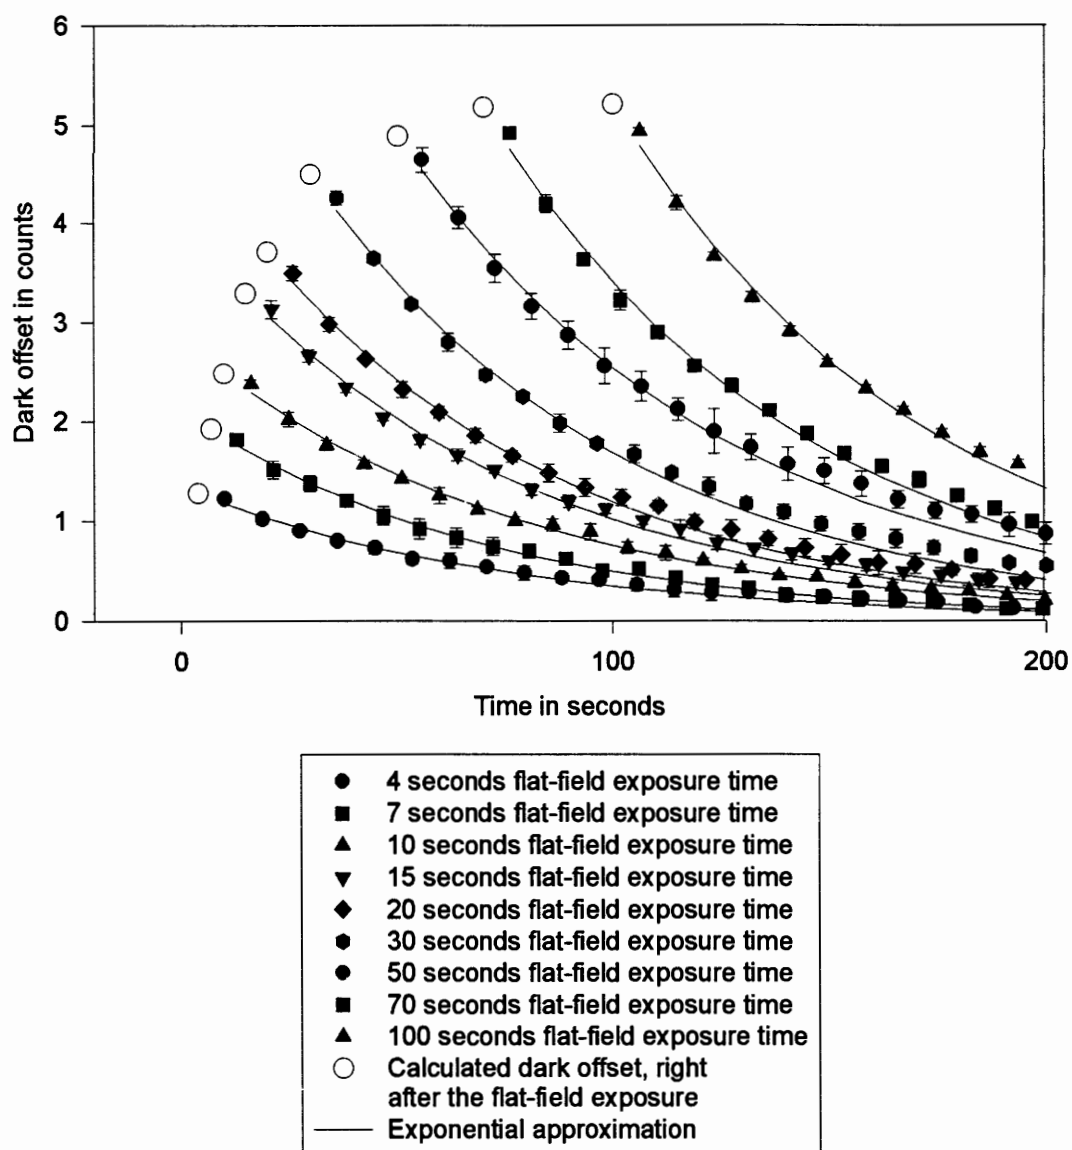 6
5
4
3
2
1
0
Dark offset in counts
0 100 200
Time in seconds
4 seconds flat-field exposure time
7 seconds flat-field exposure time
10 seconds flat-field exposure time
15 seconds flat-field exposure time
20 seconds flat-field exposure time
30 seconds flat-field exposure time
50 seconds flat-field exposure time
70 seconds flat-field exposure time
100 seconds flat-field exposure time
Calculated dark offset, right
after the flat-field exposure
Exponential approximation